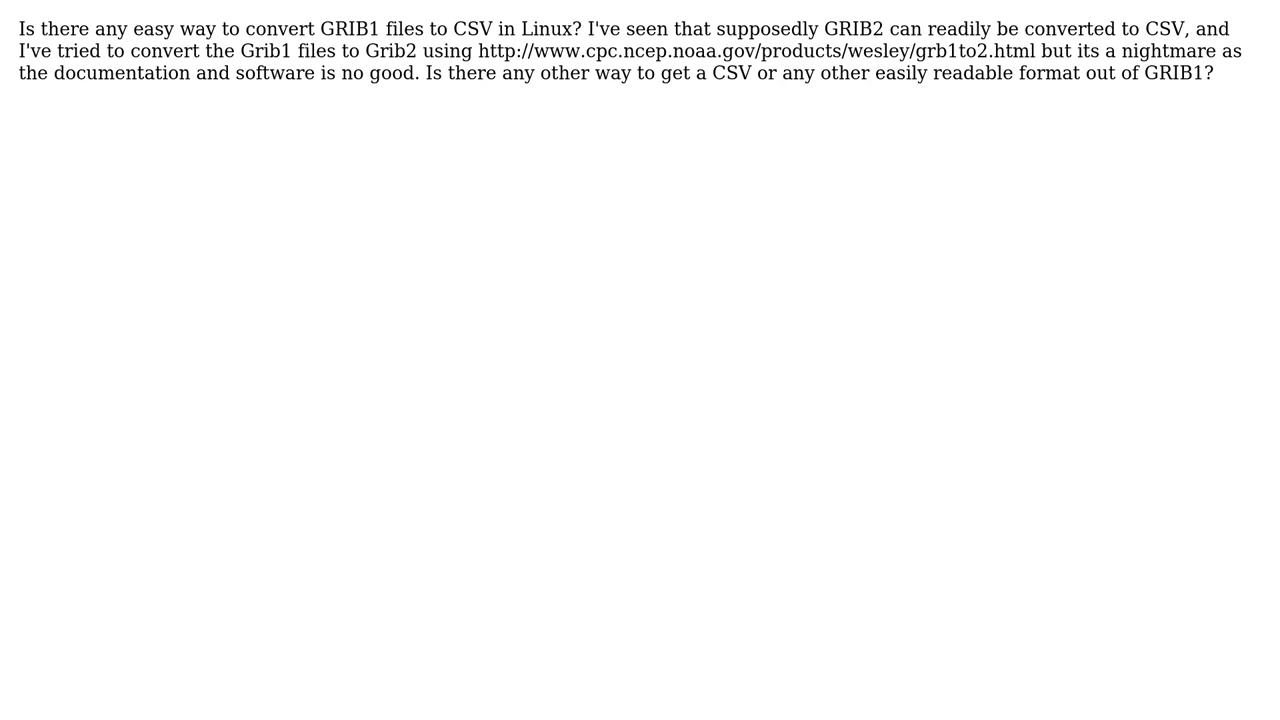 Is there any easy way to convert GRIB1 files to CSV in Linux? I've seen that supposedly GRIB2 can readily be converted to CSV, and
I've tried to convert the Grib1 files to Grib2 using http://www.cpc.ncep.noaa.gov/products/wesley/grb1to2.html but its a nightmare as
the documentation and software is no good. Is there any other way to get a CSV or any other easily readable format out of GRIB1?